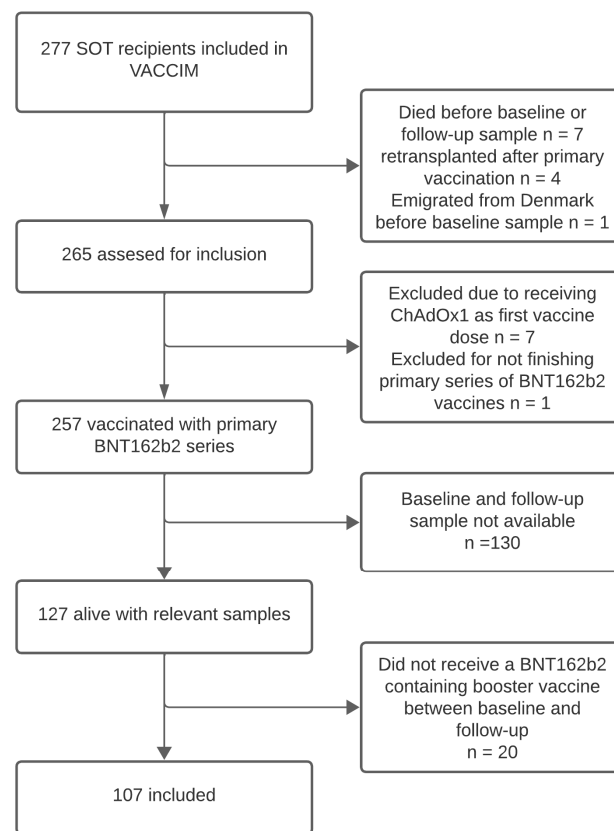 277 SOT recipients included in
VACCIM
Died before baseline or
follow-up sample n = 7
retransplanted after primary
vaccination n = 4
Emigrated from Denmark
before baseline sample n = 1
265 assesed for inclusion
Excluded due to receiving
ChAdOx1 as first vaccine
dose n = 7
Excluded for not finishing
primary series of BNT162b2
vaccines n = 1
257 vaccinated with primary
BNT162b2 series
Baseline and follow-up
sample not available
n =130
127 alive with relevant samples
Did not receive a BNT162b2
containing booster vaccine
between baseline and
follow-up
n = 20
107 included